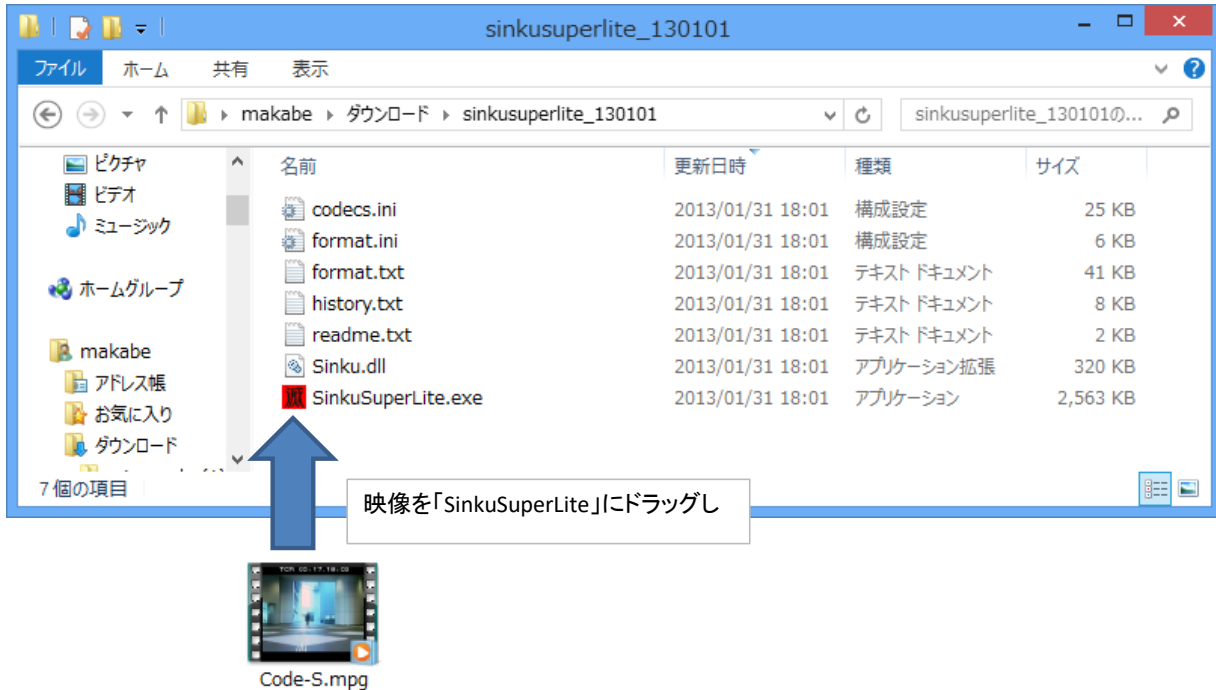 sinkusuperlite_130101
ファイル ホーム 共有 表示
makabe ダウンロード sinkusuperlite_130101
sinkusuperlite_130101の...
ピクチャ
ビデオ
ミュージック
ホームグループ
makabe
アドレス帳
お気に入り
ダウンロード
名前 更新日時 種類 サイズ
codecs.ini 2013/01/31 18:01 構成設定 25 KB
format.ini 2013/01/31 18:01 構成設定 6 KB
format.txt 2013/01/31 18:01 テキスト ドキュメント 41 KB
history.txt 2013/01/31 18:01 テキスト ドキュメント 8 KB
readme.txt 2013/01/31 18:01 テキスト ドキュメント 2 KB
Sinku.dll 2013/01/31 18:01 アプリケーション拡張 320 KB
SinkuSuperLite.exe 2013/01/31 18:01 アプリケーション 2,563 KB
7 個の項目
映像を「SinkuSuperLite」にドラッグし
Code-S.mpg